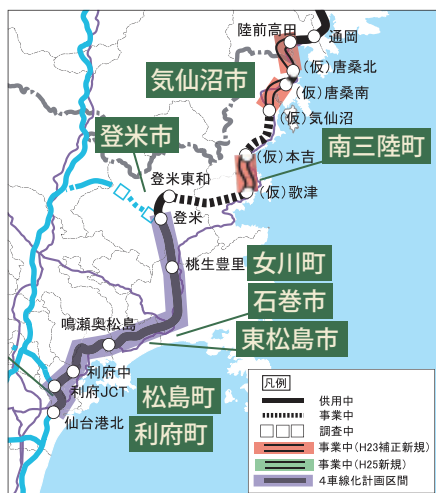 陸前高田
通岡
(仮)唐桑北
気仙沼市
(仮)唐桑南
(仮)気仙沼
登米市
南三陸町
(仮)本吉
登米東和
(仮)歌津
登米
桃生豊里
女川町
石巻市
鳴瀬奥松島
東松島市
利府中
利府JCT
松島町
仙台港北
利府町
凡例
供用中
事業中
調査中
事業中(H23補正新規)
事業中(H25新規)
4車線化計画区間